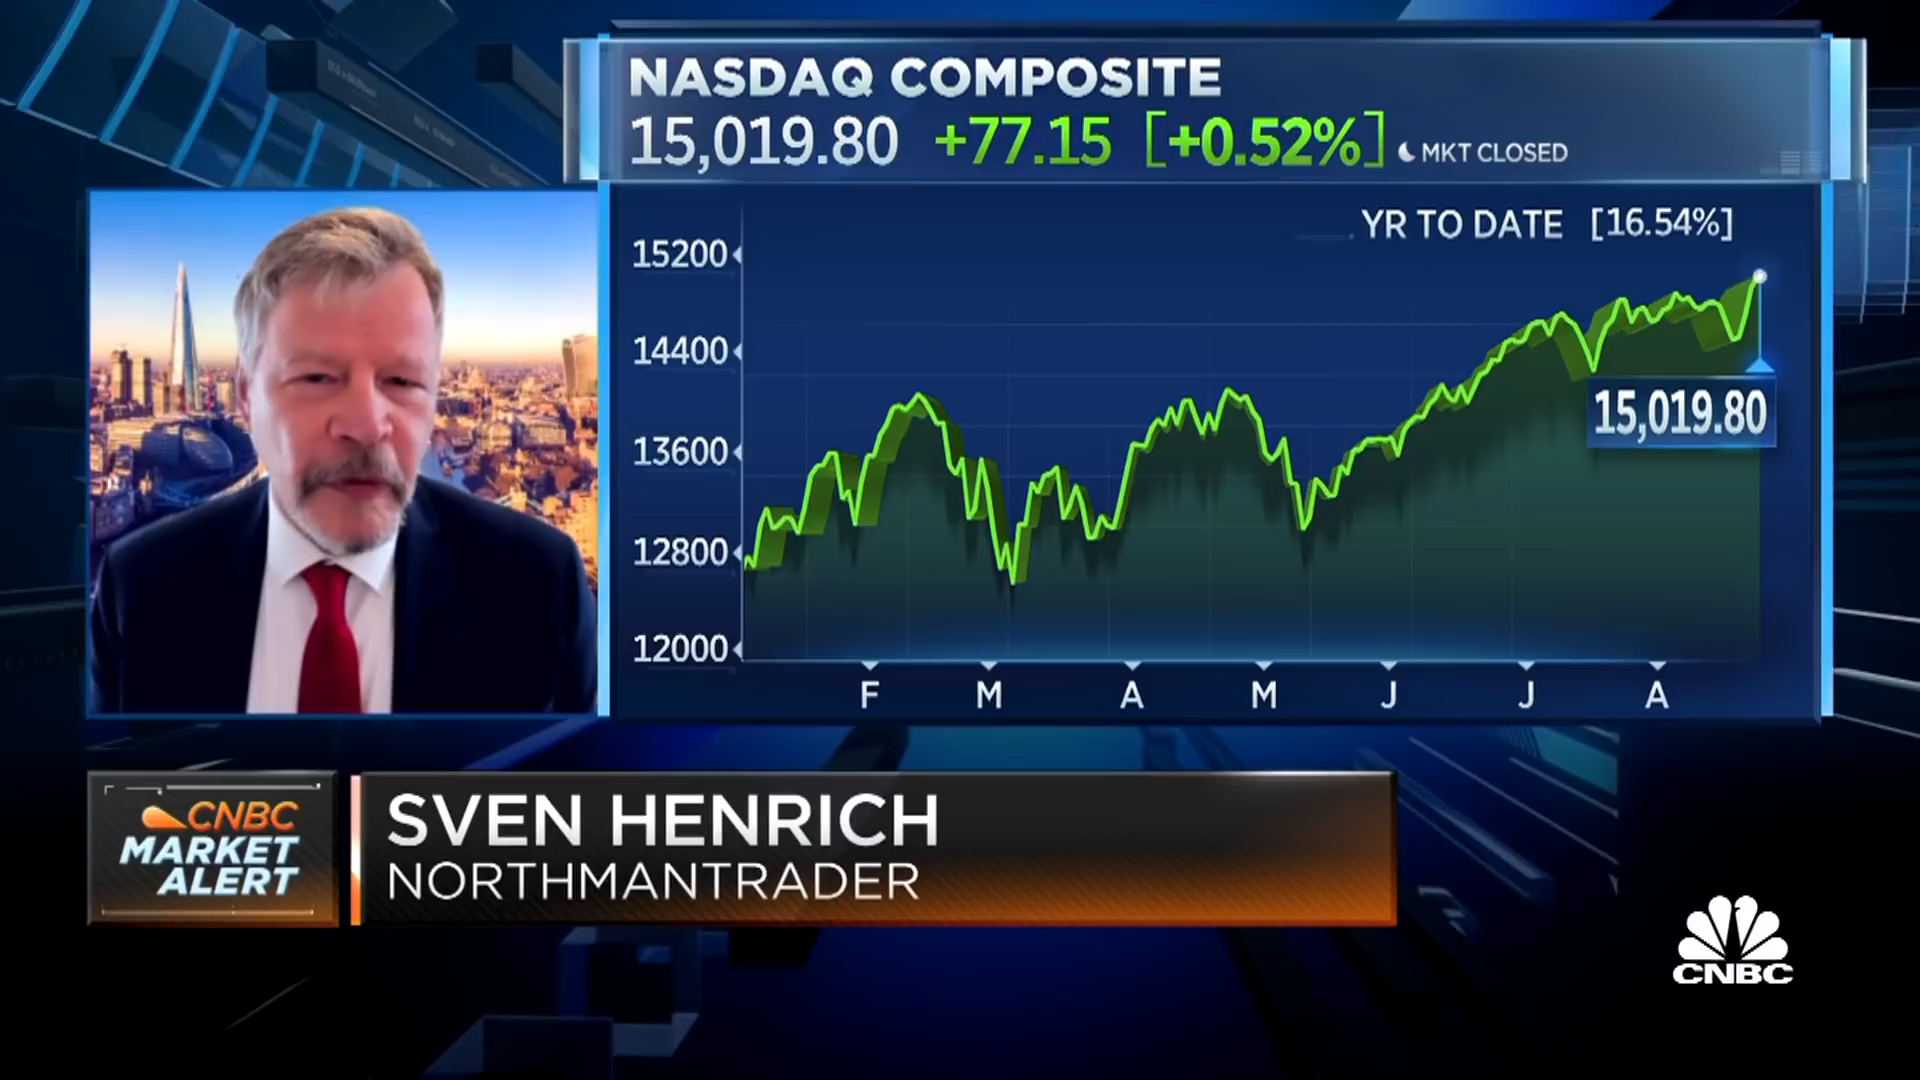 NASDAQ COMPOSITE
15,019.80 +77.15 [+0.52%] MKT CLOSED
YR TO DATE [16.54%]
15200
14400
13600
12800
12000
15,019.80
F M A M J J A
CNBC
MARKET
ALERT
SVEN HENRICH
NORTHMANTRADER
CNBC